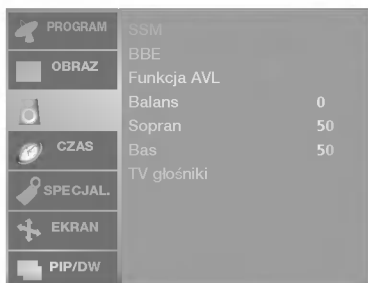 PROGRAM
OBRAZ
CZAS
SPECJAL.
EKRAN
PIP/DW
SSM
BBE
Funkcja AVL
Balans 0
Sopran 50
Bas 50
TV głośniki